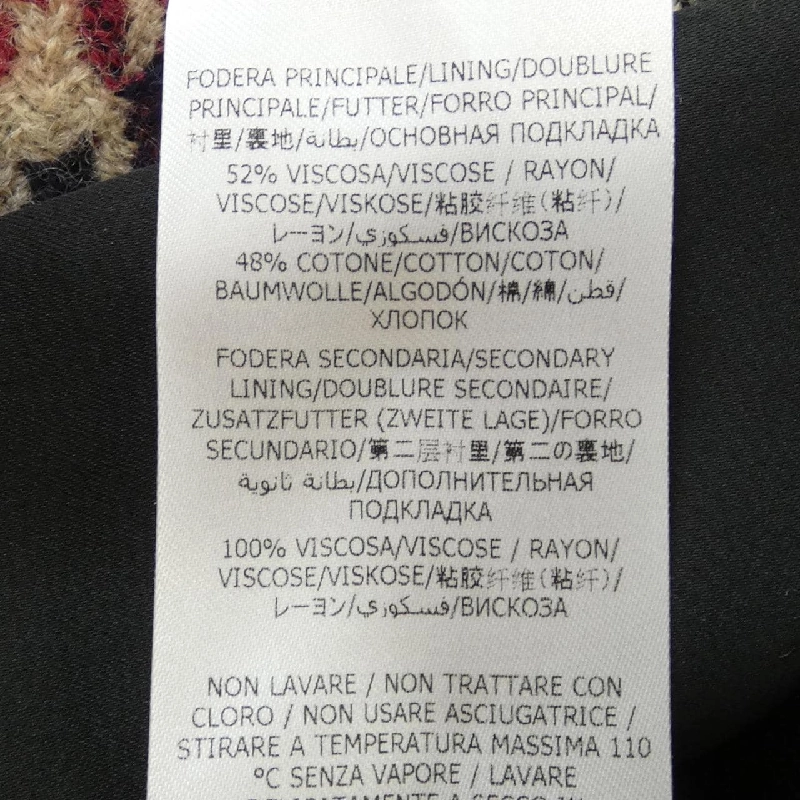 FODERA PRINCIPALE/LINING/DOUBLURE
PRINCIPALE/FUTTER/FORRO PRINCIPAL/
衬里/裏地/بطانة/ОСНОВНАЯ ПОДКЛАДКА
52% VISCOSA/VISCOSE / RAYON/
VISCOSE/VISKOSE/粘胶纤维(粘纤)/
レーヨン/فسكوزي/ВИСКОЗА
48% COTONE/COTTON/COTON/
BAUMWOLLE/ALGODÓN/棉/綿/قطن/
ХЛОПОК
FODERA SECONDARIA/SECONDARY
LINING/DOUBLURE SECONDAIRE/
ZUSATZFUTTER (ZWEITE LAGE)/FORRO
SECUNDARIO/第二层衬里/第二の裏地/
بطانة ثانوية/ДОПОЛНИТЕЛЬНАЯ
ПОДКЛАДКА
100% VISCOSA/VISCOSE / RAYON/
VISCOSE/VISKOSE/粘胶纤维(粘纤)/
レーヨン/فسكوزي/ВИСКОЗА
NON LAVARE / NON TRATTARE CON
CLORO / NON USARE ASCIUGATRICE /
STIRARE A TEMPERATURA MASSIMA 110
°C SENZA VAPORE / LAVARE